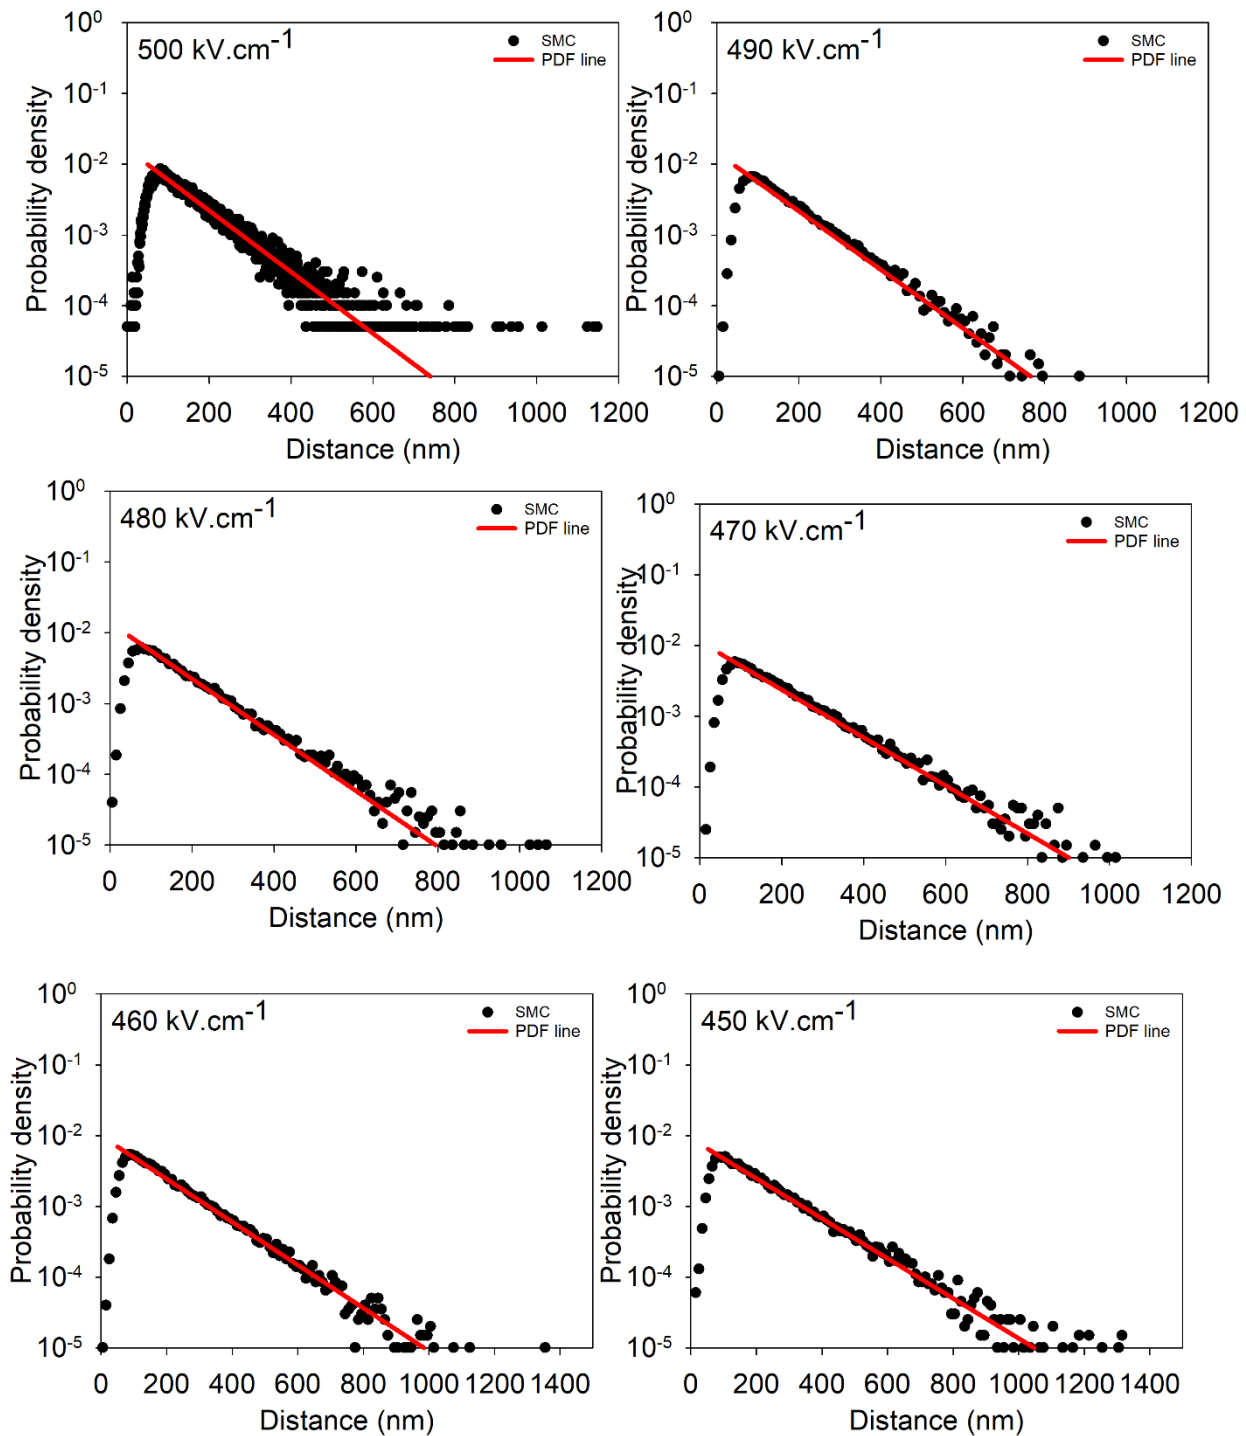 500 kV.cm-1
SMC
PDF line
Probability density
10^0
10^-1
10^-2
10^-3
10^-4
10^-5
0 200 400 600 800 1000 1200
Distance (nm)
490 kV.cm-1
SMC
PDF line
Probability density
10^0
10^-1
10^-2
10^-3
10^-4
10^-5
0 200 400 600 800 1000 1200
Distance (nm)
480 kV.cm-1
SMC
PDF line
Probability density
10^0
10^-1
10^-2
10^-3
10^-4
10^-5
0 200 400 600 800 1000 1200
Distance (nm)
470 kV.cm-1
SMC
PDF line
Probability density
10^0
10^-1
10^-2
10^-3
10^-4
10^-5
0 200 400 600 800 1000 1200
Distance (nm)
460 kV.cm-1
SMC
PDF line
Probability density
10^0
10^-1
10^-2
10^-3
10^-4
10^-5
0 200 400 600 800 1000 1200 1400
Distance (nm)
450 kV.cm-1
SMC
PDF line
Probability density
10^0
10^-1
10^-2
10^-3
10^-4
10^-5
0 200 400 600 800 1000 1200 1400
Distance (nm)